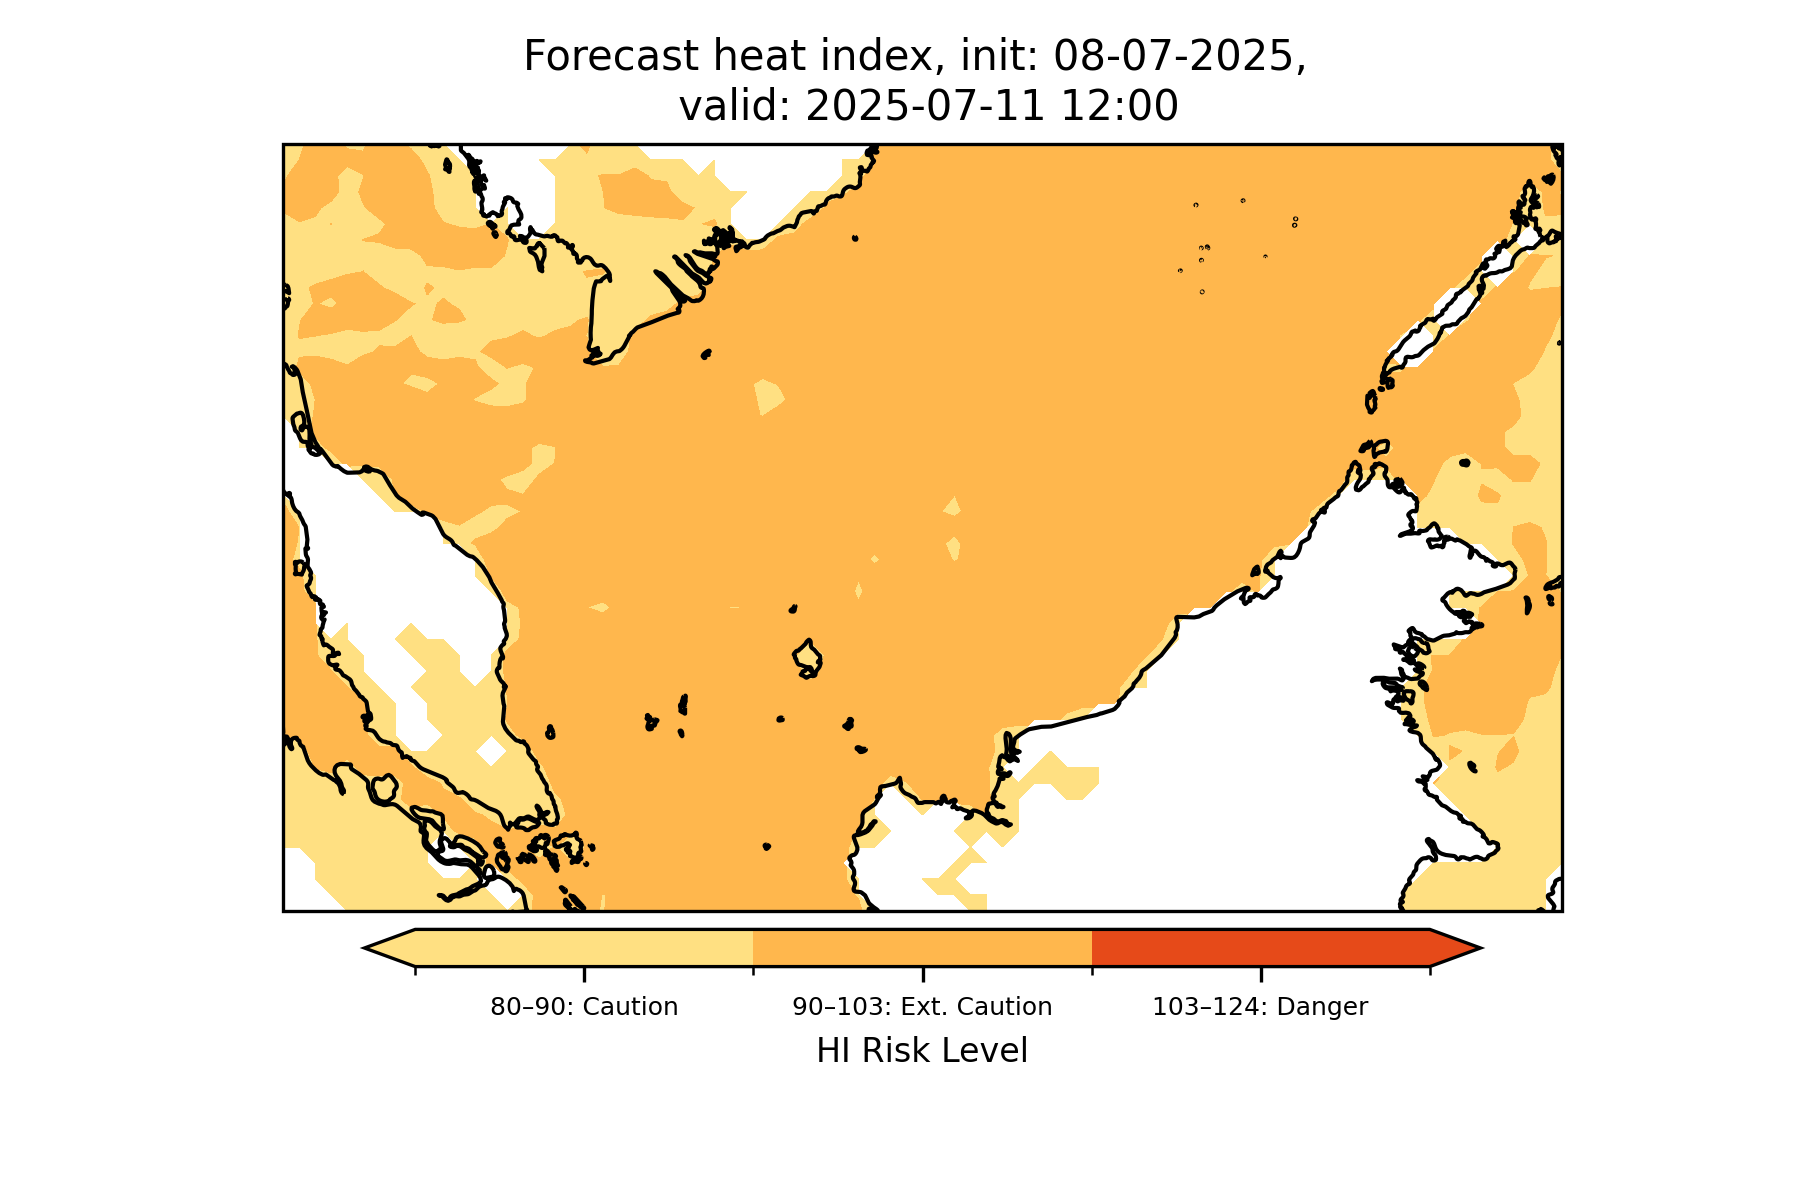 Forecast heat index, init: 08-07-2025,
valid: 2025-07-11 12:00
80–90: Caution
90–103: Ext. Caution
103–124: Danger
HI Risk Level